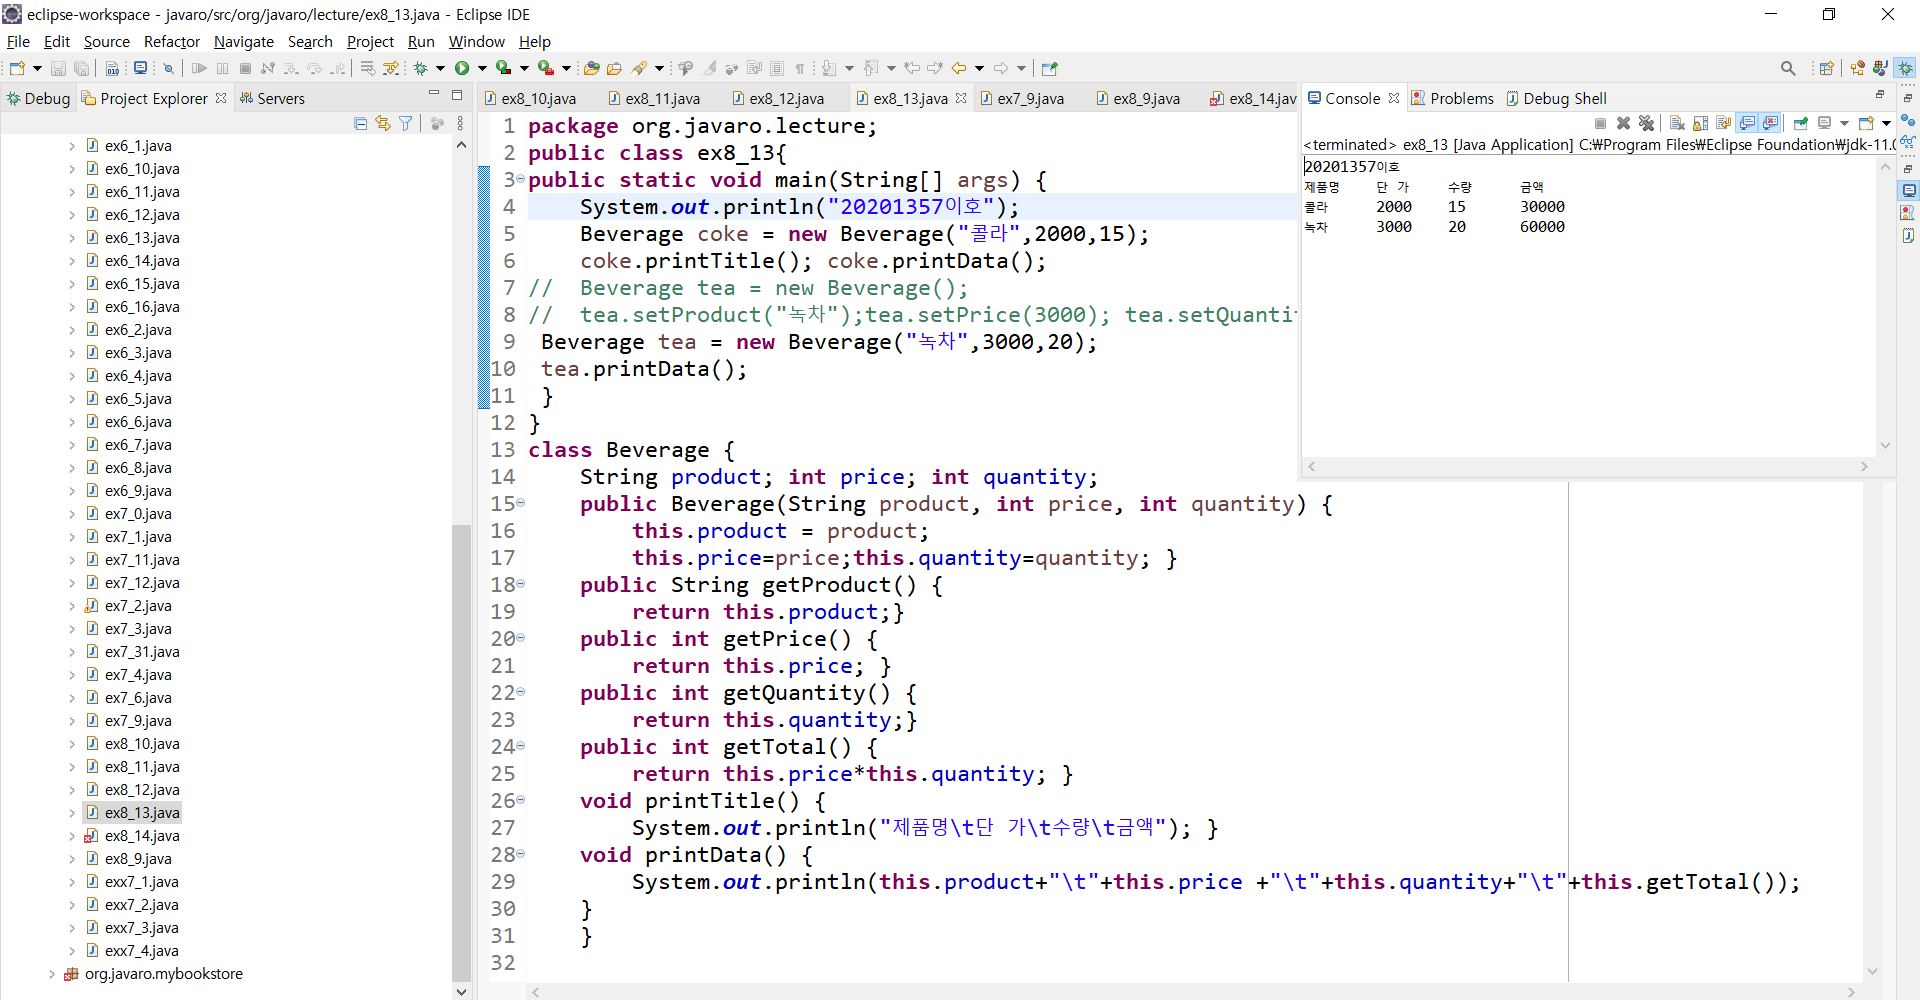 eclipse-workspace - javaro/src/org/javaro/lecture/ex8_13.java - Eclipse IDE
File Edit Source Refactor Navigate Search Project Run Window Help
Debug Project Explorer Servers
ex6_1.java
ex6_10.java
ex6_11.java
ex6_12.java
ex6_13.java
ex6_14.java
ex6_15.java
ex6_16.java
ex6_2.java
ex6_3.java
ex6_4.java
ex6_5.java
ex6_6.java
ex6_7.java
ex6_8.java
ex6_9.java
ex7_0.java
ex7_1.java
ex7_11.java
ex7_12.java
ex7_2.java
ex7_3.java
ex7_31.java
ex7_4.java
ex7_6.java
ex7_9.java
ex8_10.java
ex8_11.java
ex8_12.java
ex8_13.java
ex8_14.java
ex8_9.java
exx7_1.java
exx7_2.java
exx7_3.java
exx7_4.java
org.javaro.mybookstore
ex8_10.java ex8_11.java ex8_12.java ex8_13.java ex7_9.java ex8_9.java ex8_14.jav
1 package org.javaro.lecture;
2 public class ex8_13{
3 public static void main(String[] args) {
4 System.out.println("20201357이호");
5 Beverage coke = new Beverage("콜라",2000,15);
6 coke.printTitle(); coke.printData();
7 // Beverage tea = new Beverage();
8 // tea.setProduct("녹차");tea.setPrice(3000); tea.setQuanti
9 Beverage tea = new Beverage("녹차",3000,20);
10 tea.printData();
11 }
12 }
13 class Beverage {
14 String product; int price; int quantity;
15 public Beverage(String product, int price, int quantity) {
16 this.product = product;
17 this.price=price;this.quantity=quantity; }
18 public String getProduct() {
19 return this.product;}
20 public int getPrice() {
21 return this.price; }
22 public int getQuantity() {
23 return this.quantity;}
24 public int getTotal() {
25 return this.price*this.quantity; }
26 void printTitle() {
27 System.out.println("제품명\t단 가\t수량\t금액"); }
28 void printData() {
29 System.out.println(this.product+"\t"+this.price +"\t"+this.quantity+"\t"+this.getTotal());
30 }
31 }
32
Console Problems Debug Shell
<terminated> ex8_13 [Java Application] C:₩Program Files₩Eclipse Foundation₩jdk-11.0
20201357이호
제품명 단 가 수량 금액
콜라 2000 15 30000
녹차 3000 20 60000